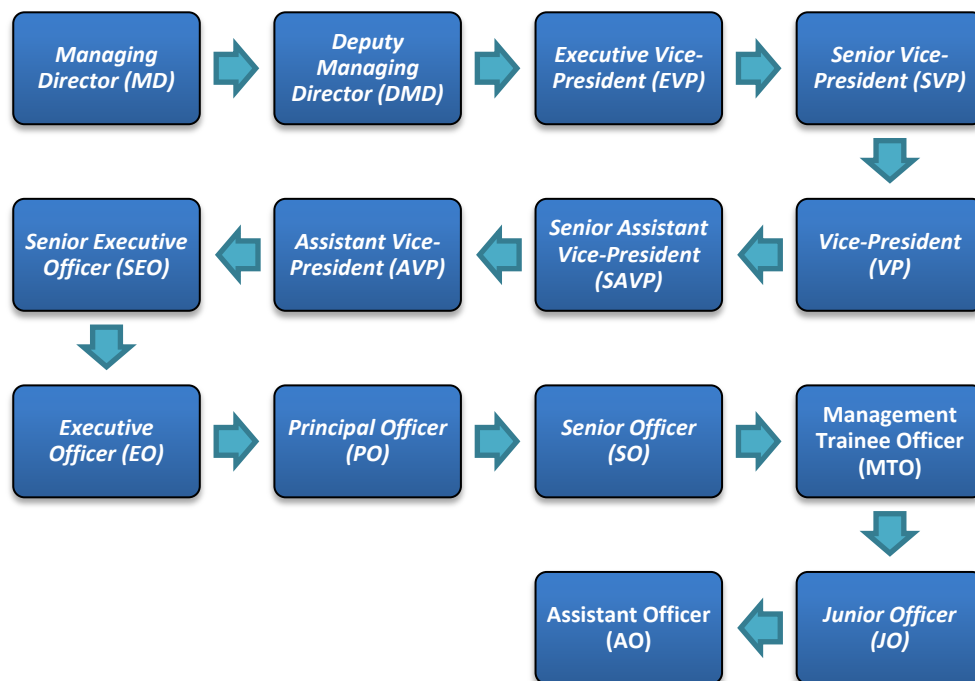 Managing
Director (MD)
Deputy
Managing
Director (DMD)
Executive Vice-
President (EVP)
Senior Vice-
President (SVP)
Vice-President
(VP)
Senior Assistant
Vice-President
(SAVP)
Assistant Vice-
President (AVP)
Senior Executive
Officer (SEO)
Executive
Officer (EO)
Principal Officer
(PO)
Senior Officer
(SO)
Management
Trainee Officer
(MTO)
Junior Officer
(JO)
Assistant Officer
(AO)